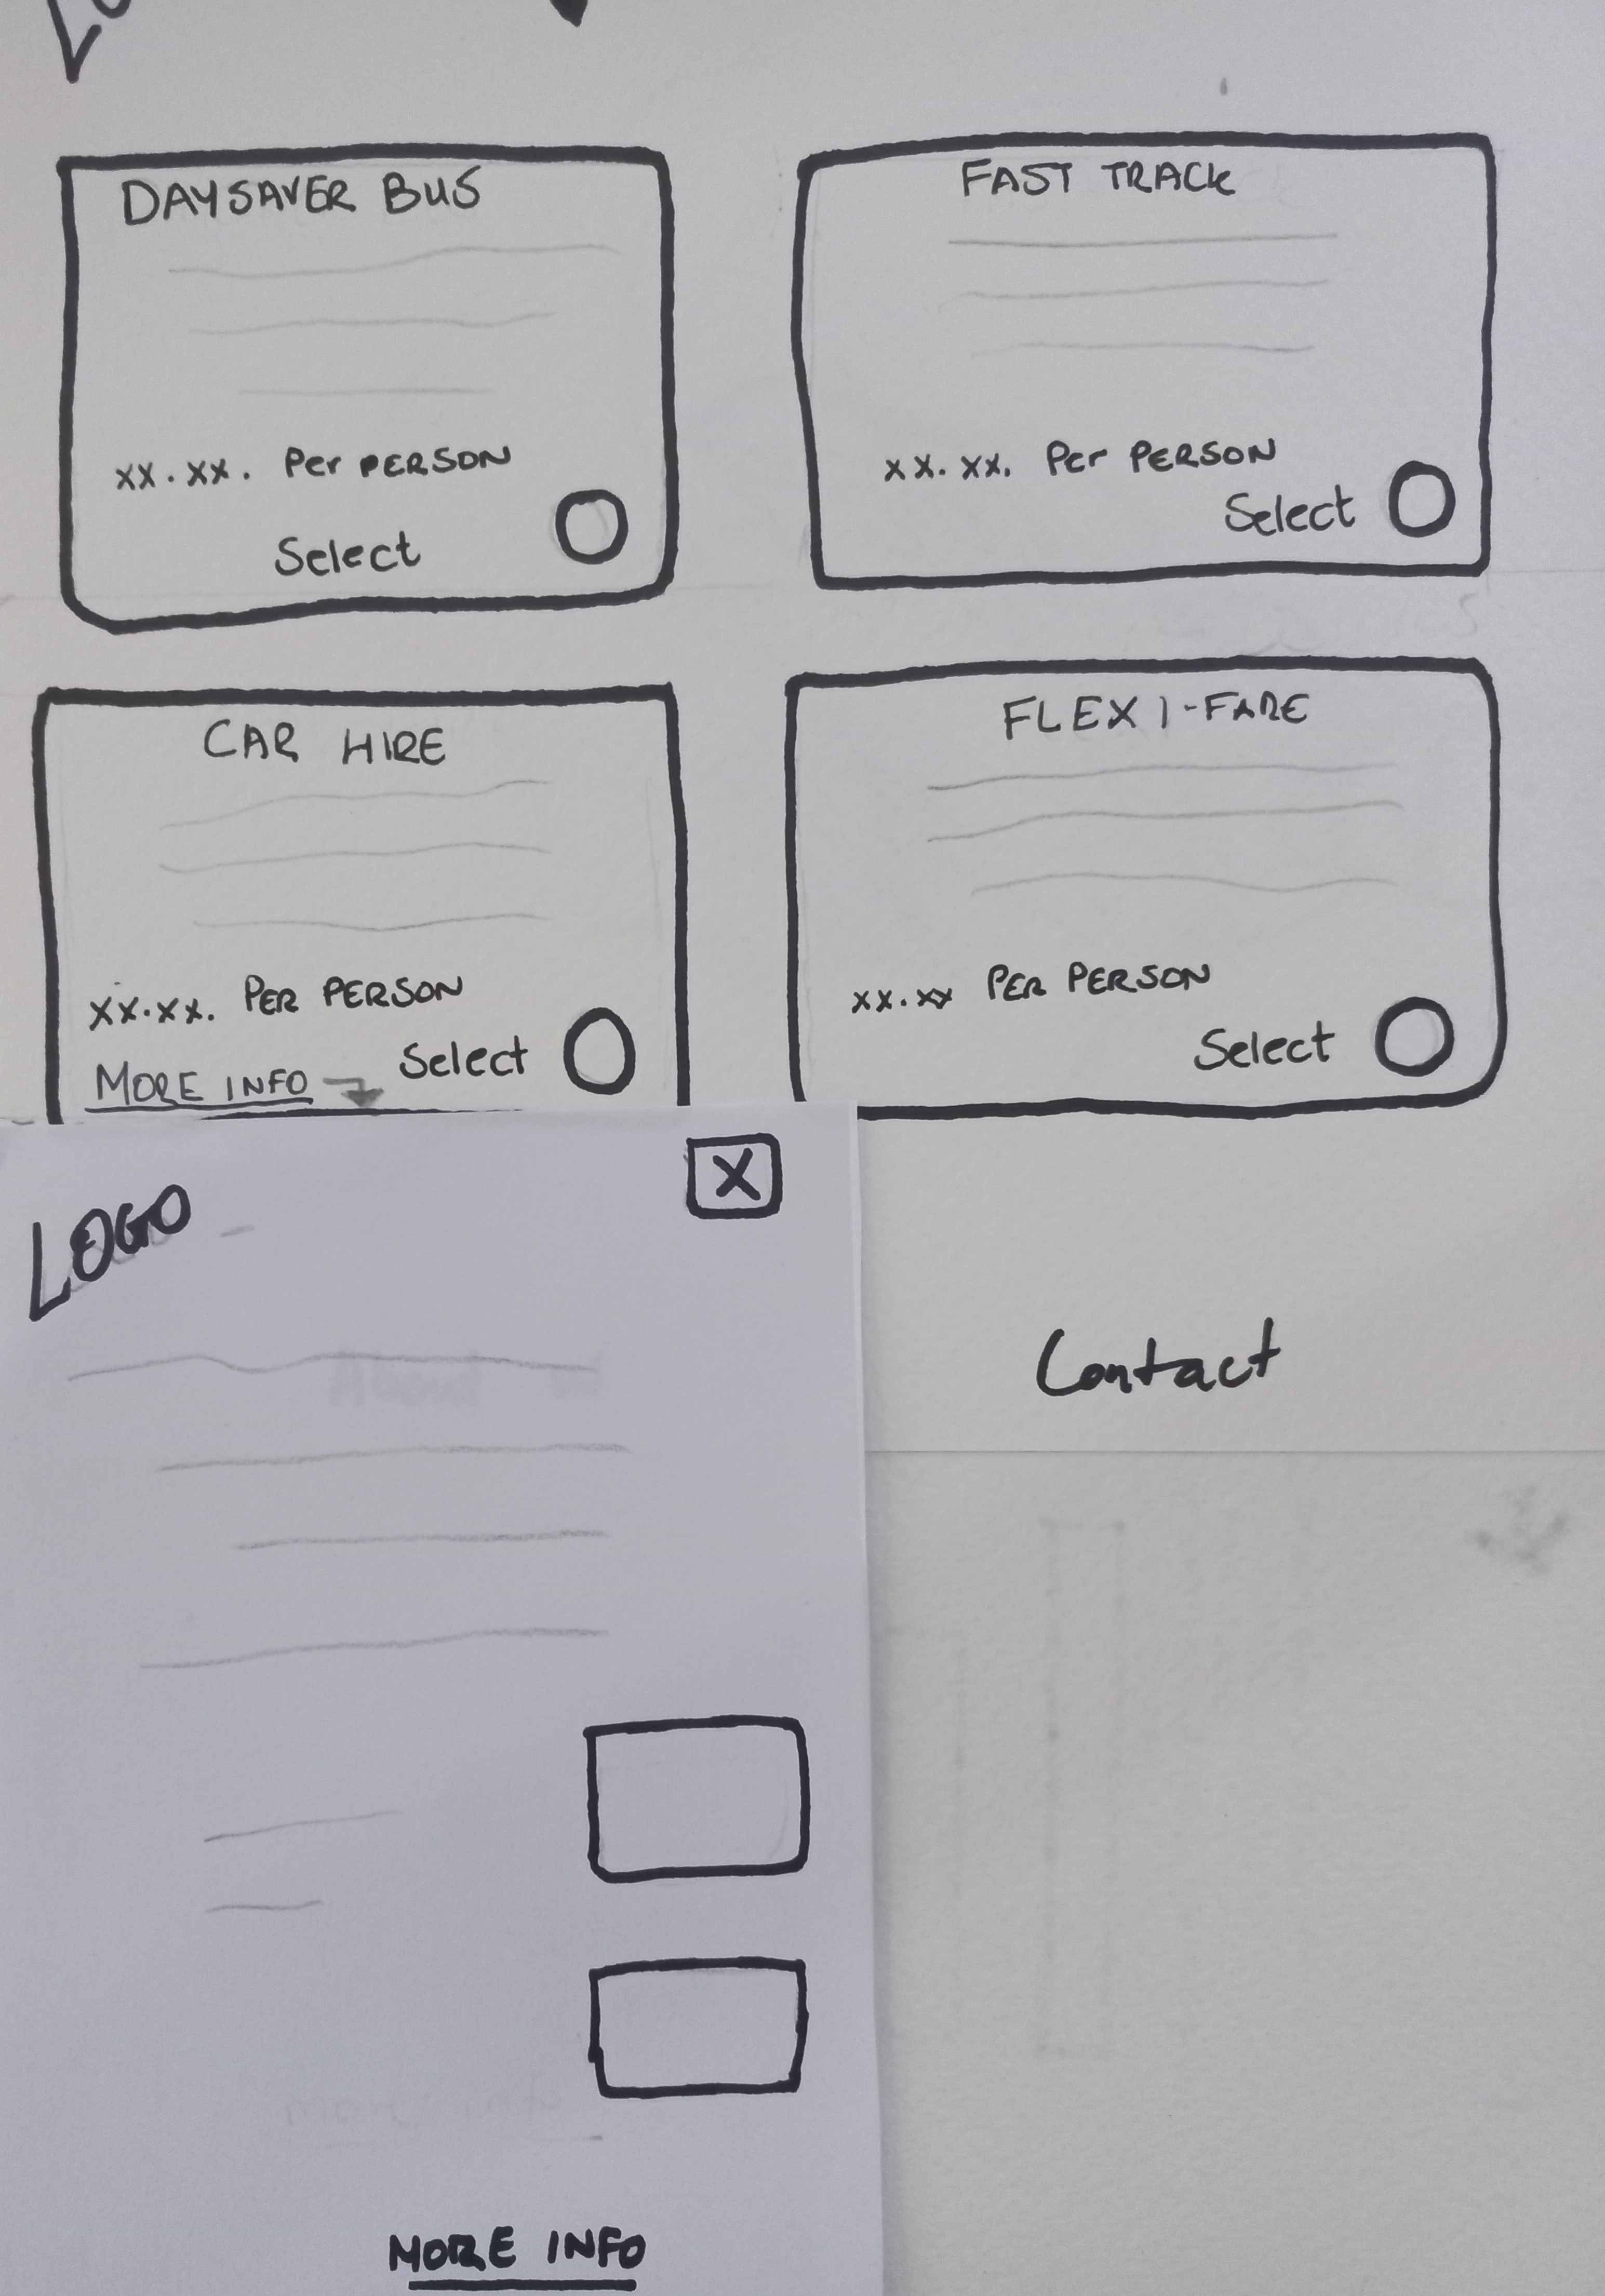 DAYSAVER BUS
xx.xx. Per PERSON
Select
FAST TRACK
xx.xx. Per PERSON
Select
CAR HIRE
xx.xx. PER PERSON
MORE INFO
Select
FLEXI-FARE
xx.xx PER PERSON
Select
X
LOGO
Contact
MORE INFO